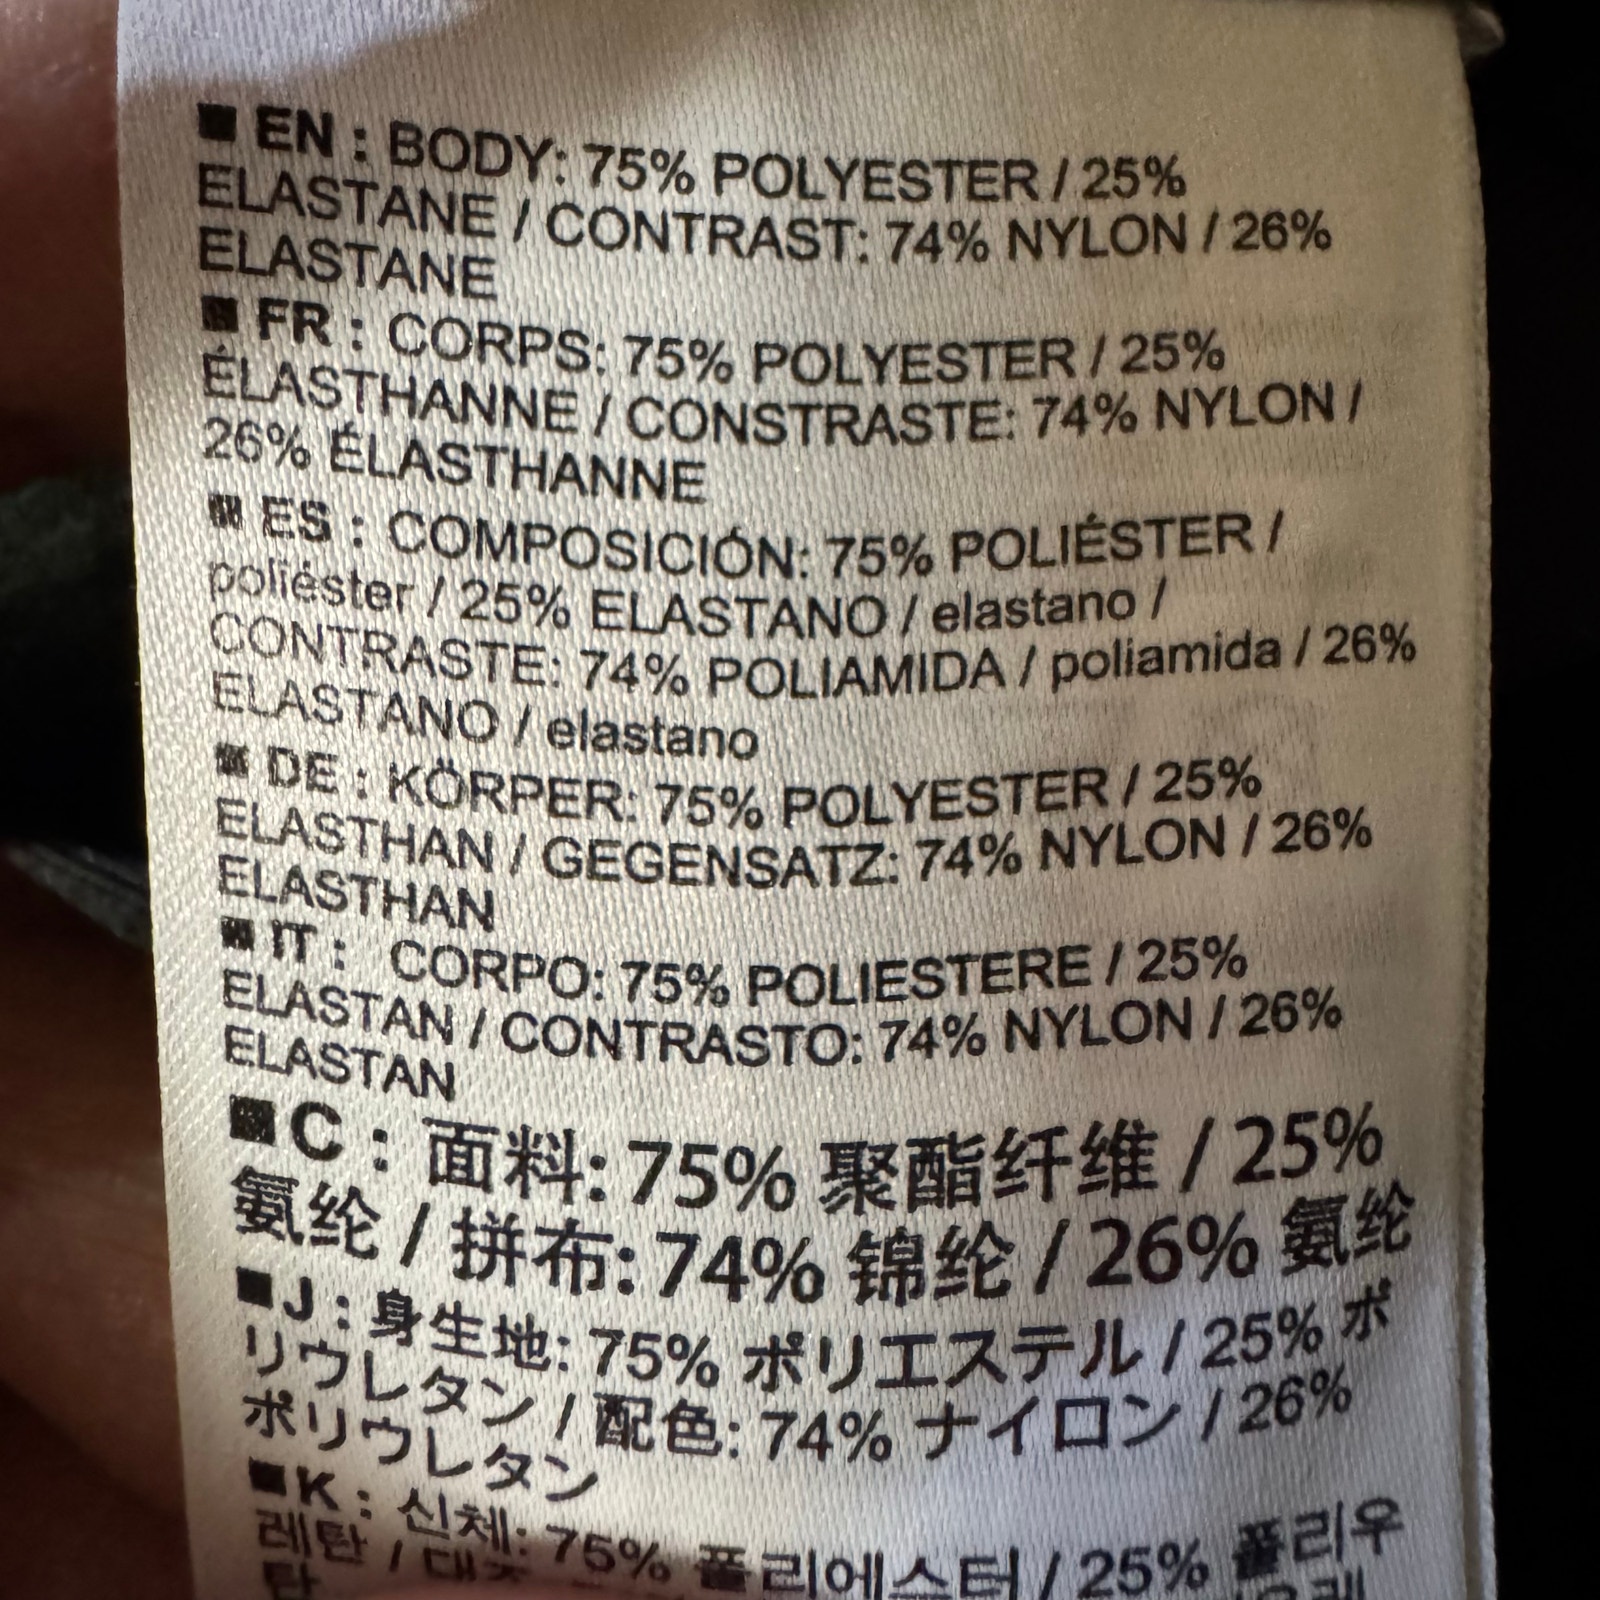 ■ EN : BODY: 75% POLYESTER / 25%
ELASTANE / CONTRAST: 74% NYLON / 26%
ELASTANE
■ FR : CORPS: 75% POLYESTER / 25%
ÉLASTHANNE / CONSTRASTE: 74% NYLON /
26% ÉLASTHANNE
■ ES : COMPOSICIÓN: 75% POLIÉSTER /
poliéster / 25% ELASTANO / elastano /
CONTRASTE: 74% POLIAMIDA / poliamida / 26%
ELASTANO / elastano
■ DE : KÖRPER: 75% POLYESTER / 25%
ELASTHAN / GEGENSATZ: 74% NYLON / 26%
ELASTHAN
■ IT : CORPO: 75% POLIESTERE / 25%
ELASTAN / CONTRASTO: 74% NYLON / 26%
ELASTAN
■ C : 面料: 75% 聚酯纤维 / 25%
氨纶 / 拼布: 74% 锦纶 / 26% 氨纶
■ J : 身生地: 75% ポリエステル / 25% ポ
リウレタン / 配色: 74% ナイロン / 26%
ポリウレタン
■ K : 신체: 75% 폴리에스터 / 25% 폴리우
레탄 /
탄